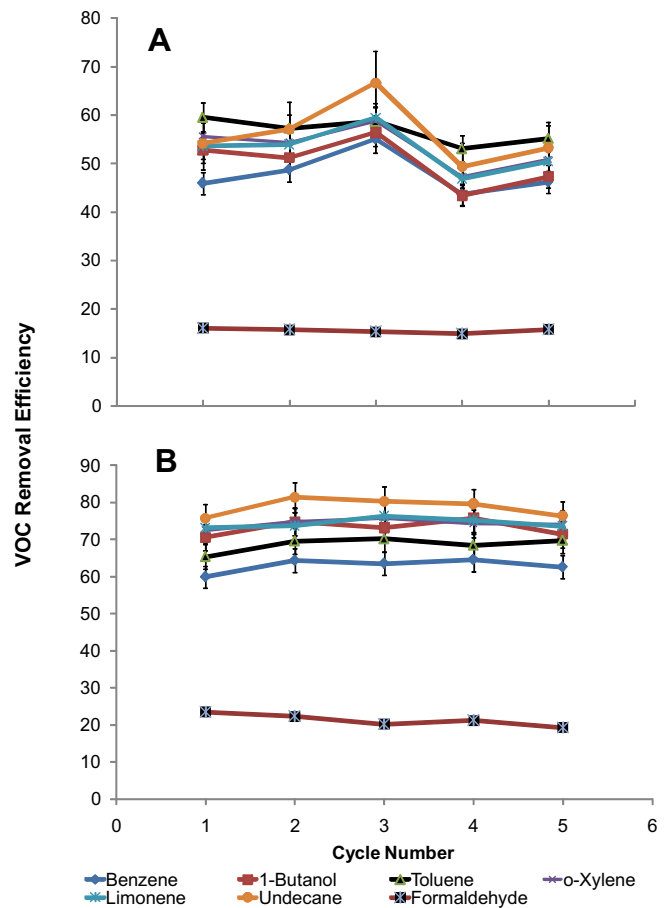 A
80
70
60
50
40
30
20
10
0
VOC Removal Efficiency
B
90
80
70
60
50
40
30
20
10
0
0 1 2 3 4 5 6
Cycle Number
Benzene 1-Butanol Toluene o-Xylene
Limonene Undecane Formaldehyde